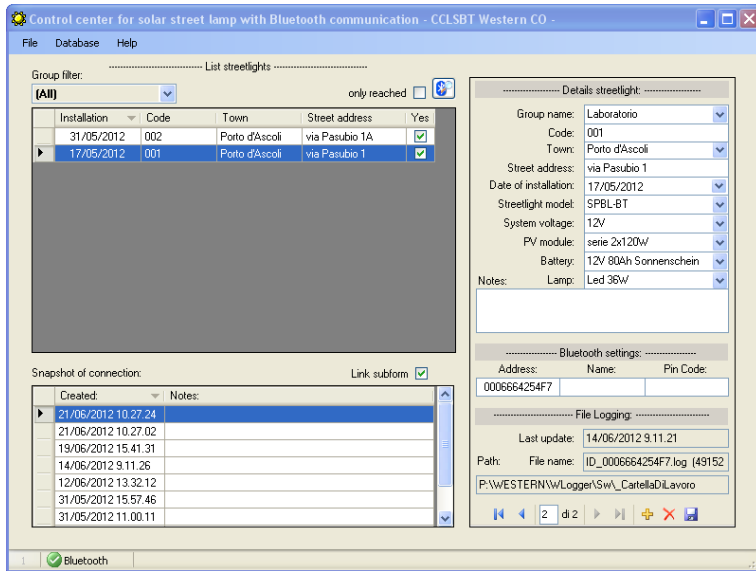 Control center for solar street lamp with Bluetooth communication - CCLSBT Western CO -
File Database Help
List streetlights
Group filter:
(All)
only reached
Installation Code Town Street address Yes
31/05/2012 002 Porto d'Ascoli via Pasubio 1A
17/05/2012 001 Porto d'Ascoli via Pasubio 1
Snapshot of connection:
Link subform
Created: Notes:
21/06/2012 10.27.24
21/06/2012 10.27.02
19/06/2012 15.41.31
14/06/2012 9.11.26
12/06/2012 13.32.12
31/05/2012 15.57.46
31/05/2012 11.00.11
Details streetlight:
Group name: Laboratorio
Code: 001
Town: Porto d'Ascoli
Street address: via Pasubio 1
Date of installation: 17/05/2012
Streetlight model: SPBL-BT
System voltage: 12V
PV module: serie 2x120W
Battery: 12V 80Ah Sonnenschein
Notes: Lamp: Led 36W
Bluetooth settings:
Address: Name: Pin Code:
0006664254F7
File Logging:
Last update: 14/06/2012 9.11.21
Path: File name: ID_0006664254F7.log (49152
P:\WESTERN\WLogger\Sw\_CartellaDiLavoro
2 di 2
1 Bluetooth